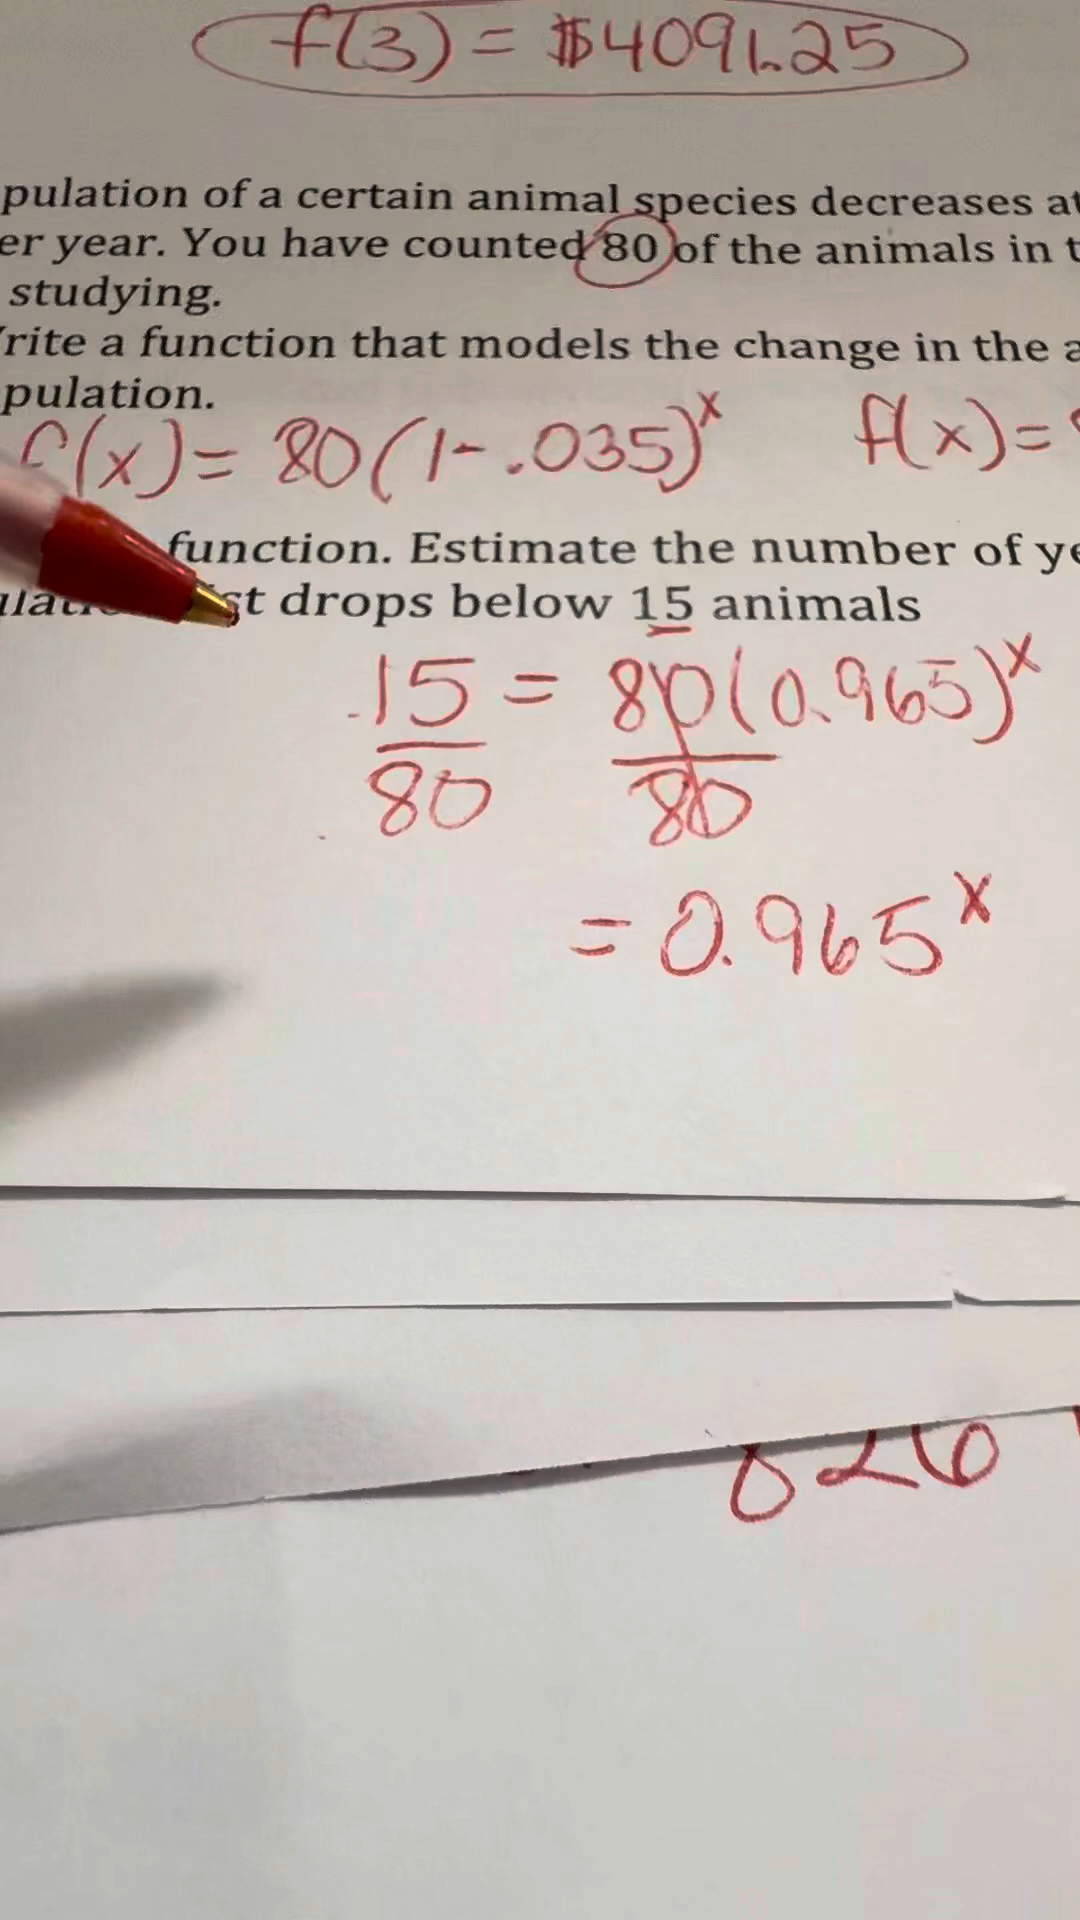 f(3) = $4091.25
pulation of a certain animal species decreases at
er year. You have counted 80 of the animals in t
studying.
rite a function that models the change in the a
pulation.
f(x) = 80(1-.035)^x f(x)=
function. Estimate the number of ye
st drops below 15 animals
15 = 80(0.965)^x
80 80
= 0.965^x